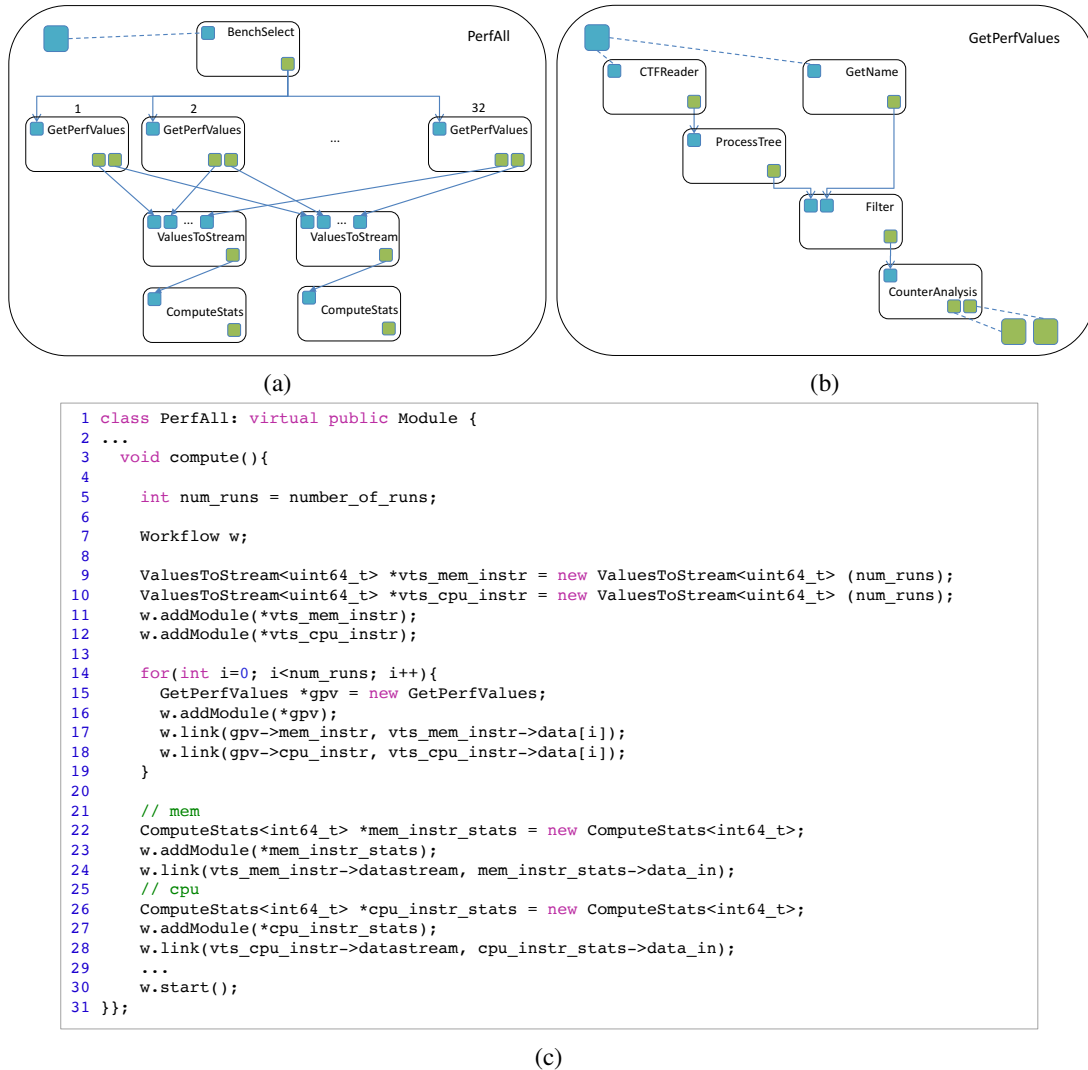 BenchSelect
PerfAll
1
2
32
GetPerfValues
GetPerfValues
...
GetPerfValues
...
...
ValuesToStream
ValuesToStream
ComputeStats
ComputeStats
(a)
GetPerfValues
CTFReader
GetName
ProcessTree
Filter
CounterAnalysis
(b)
1 class PerfAll: virtual public Module {
2 ...
3   void compute(){
4
5     int num_runs = number_of_runs;
6
7     Workflow w;
8
9     ValuesToStream<uint64_t> *vts_mem_instr = new ValuesToStream<uint64_t> (num_runs);
10     ValuesToStream<uint64_t> *vts_cpu_instr = new ValuesToStream<uint64_t> (num_runs);
11     w.addModule(*vts_mem_instr);
12     w.addModule(*vts_cpu_instr);
13
14     for(int i=0; i<num_runs; i++){
15       GetPerfValues *gpv = new GetPerfValues;
16       w.addModule(*gpv);
17       w.link(gpv->mem_instr, vts_mem_instr->data[i]);
18       w.link(gpv->cpu_instr, vts_cpu_instr->data[i]);
19     }
20
21     // mem
22     ComputeStats<int64_t> *mem_instr_stats = new ComputeStats<int64_t>;
23     w.addModule(*mem_instr_stats);
24     w.link(vts_mem_instr->datastream, mem_instr_stats->data_in);
25     // cpu
26     ComputeStats<int64_t> *cpu_instr_stats = new ComputeStats<int64_t>;
27     w.addModule(*cpu_instr_stats);
28     w.link(vts_cpu_instr->datastream, cpu_instr_stats->data_in);
29     ...
30     w.start();
31 }};
(c)